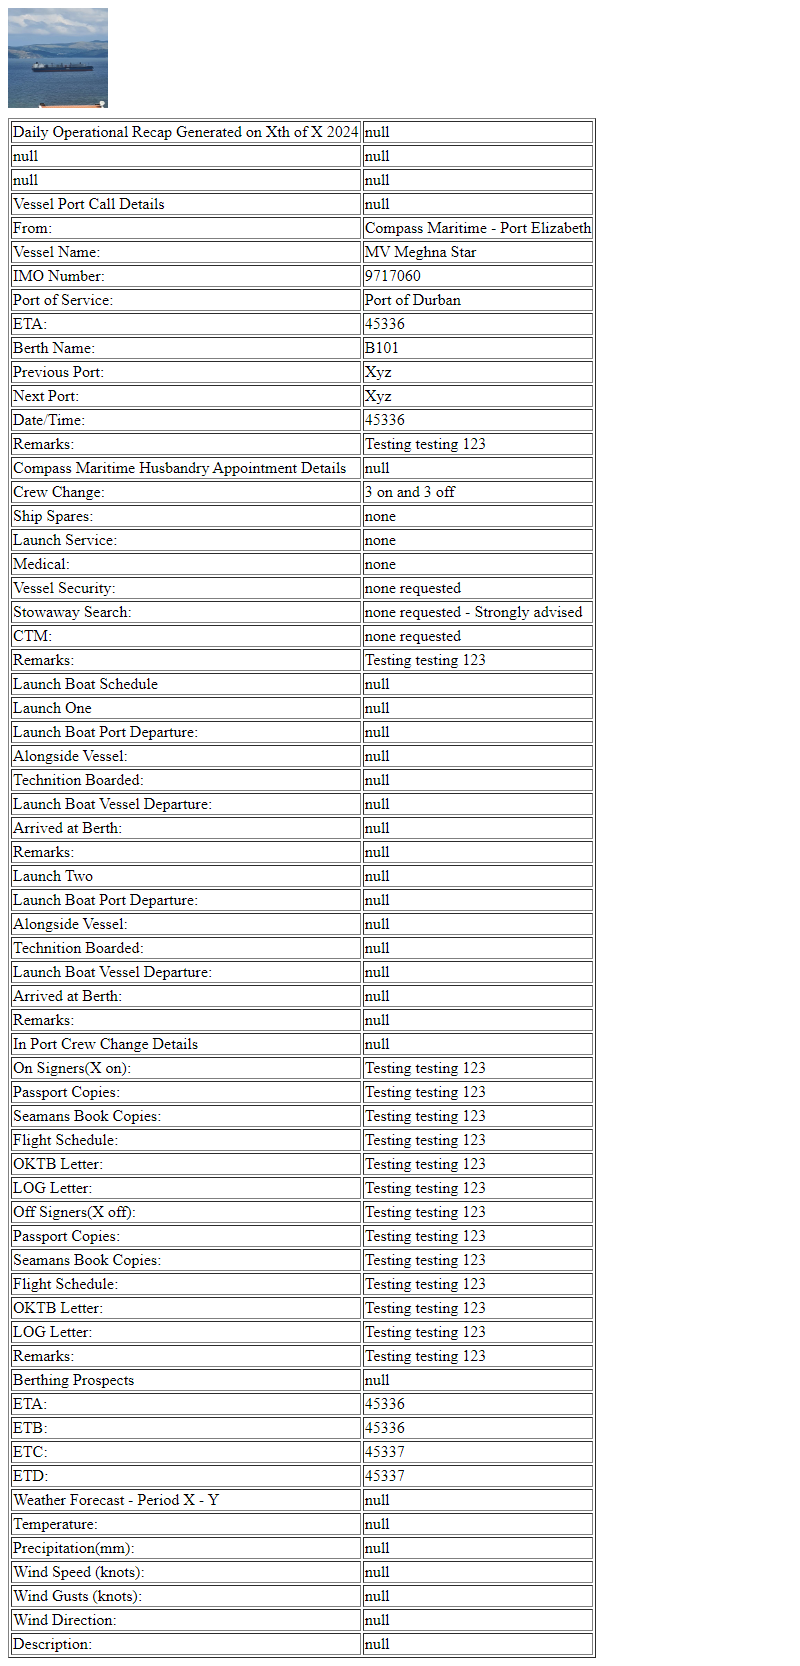 Daily Operational Recap Generated on Xth of X 2024 null
null null
null null
Vessel Port Call Details null
From: Compass Maritime - Port Elizabeth
Vessel Name: MV Meghna Star
IMO Number: 9717060
Port of Service: Port of Durban
ETA: 45336
Berth Name: B101
Previous Port: Xyz
Next Port: Xyz
Date/Time: 45336
Remarks: Testing testing 123
Compass Maritime Husbandry Appointment Details null
Crew Change: 3 on and 3 off
Ship Spares: none
Launch Service: none
Medical: none
Vessel Security: none requested
Stowaway Search: none requested - Strongly advised
CTM: none requested
Remarks: Testing testing 123
Launch Boat Schedule null
Launch One null
Launch Boat Port Departure: null
Alongside Vessel: null
Technition Boarded: null
Launch Boat Vessel Departure: null
Arrived at Berth: null
Remarks: null
Launch Two null
Launch Boat Port Departure: null
Alongside Vessel: null
Technition Boarded: null
Launch Boat Vessel Departure: null
Arrived at Berth: null
Remarks: null
In Port Crew Change Details null
On Signers(X on): Testing testing 123
Passport Copies: Testing testing 123
Seamans Book Copies: Testing testing 123
Flight Schedule: Testing testing 123
OKTB Letter: Testing testing 123
LOG Letter: Testing testing 123
Off Signers(X off): Testing testing 123
Passport Copies: Testing testing 123
Seamans Book Copies: Testing testing 123
Flight Schedule: Testing testing 123
OKTB Letter: Testing testing 123
LOG Letter: Testing testing 123
Remarks: Testing testing 123
Berthing Prospects null
ETA: 45336
ETB: 45336
ETC: 45337
ETD: 45337
Weather Forecast - Period X - Y null
Temperature: null
Precipitation(mm): null
Wind Speed (knots): null
Wind Gusts (knots): null
Wind Direction: null
Description: null